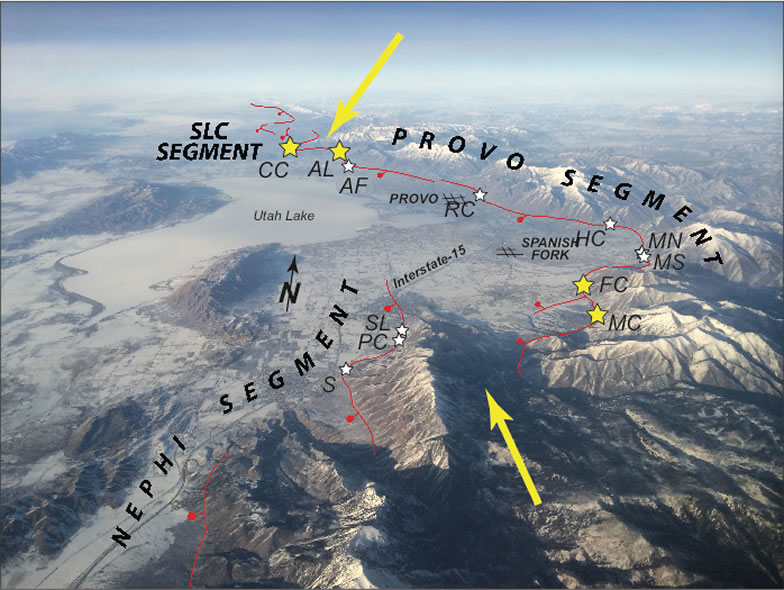 SLC
SEGMENT
PROVO SEGMENT
CC
AL
AF
PROVO
RC
Utah Lake
HC
MN
MS
SPANISH
FORK
FC
Interstate-15
N
MC
SL
PC
S
NEPHI SEGMENT